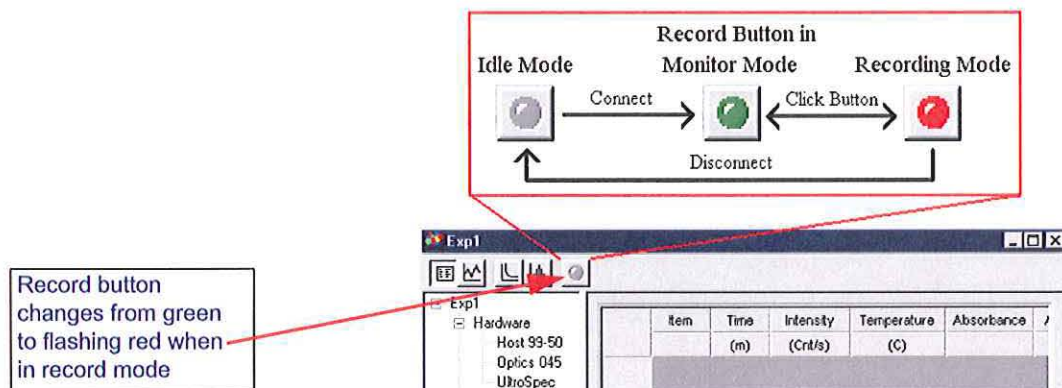 Record Button in
Idle Mode Monitor Mode Recording Mode
Connect Click Button
Disconnect
Exp1
Record button
changes from green
to flashing red when
in record mode
Exp1
Hardware
Host 99-50
Optics 045
UltroSpec
Item Time Intensity Temperature Absorbance
(m) (Cnt/s) (C)